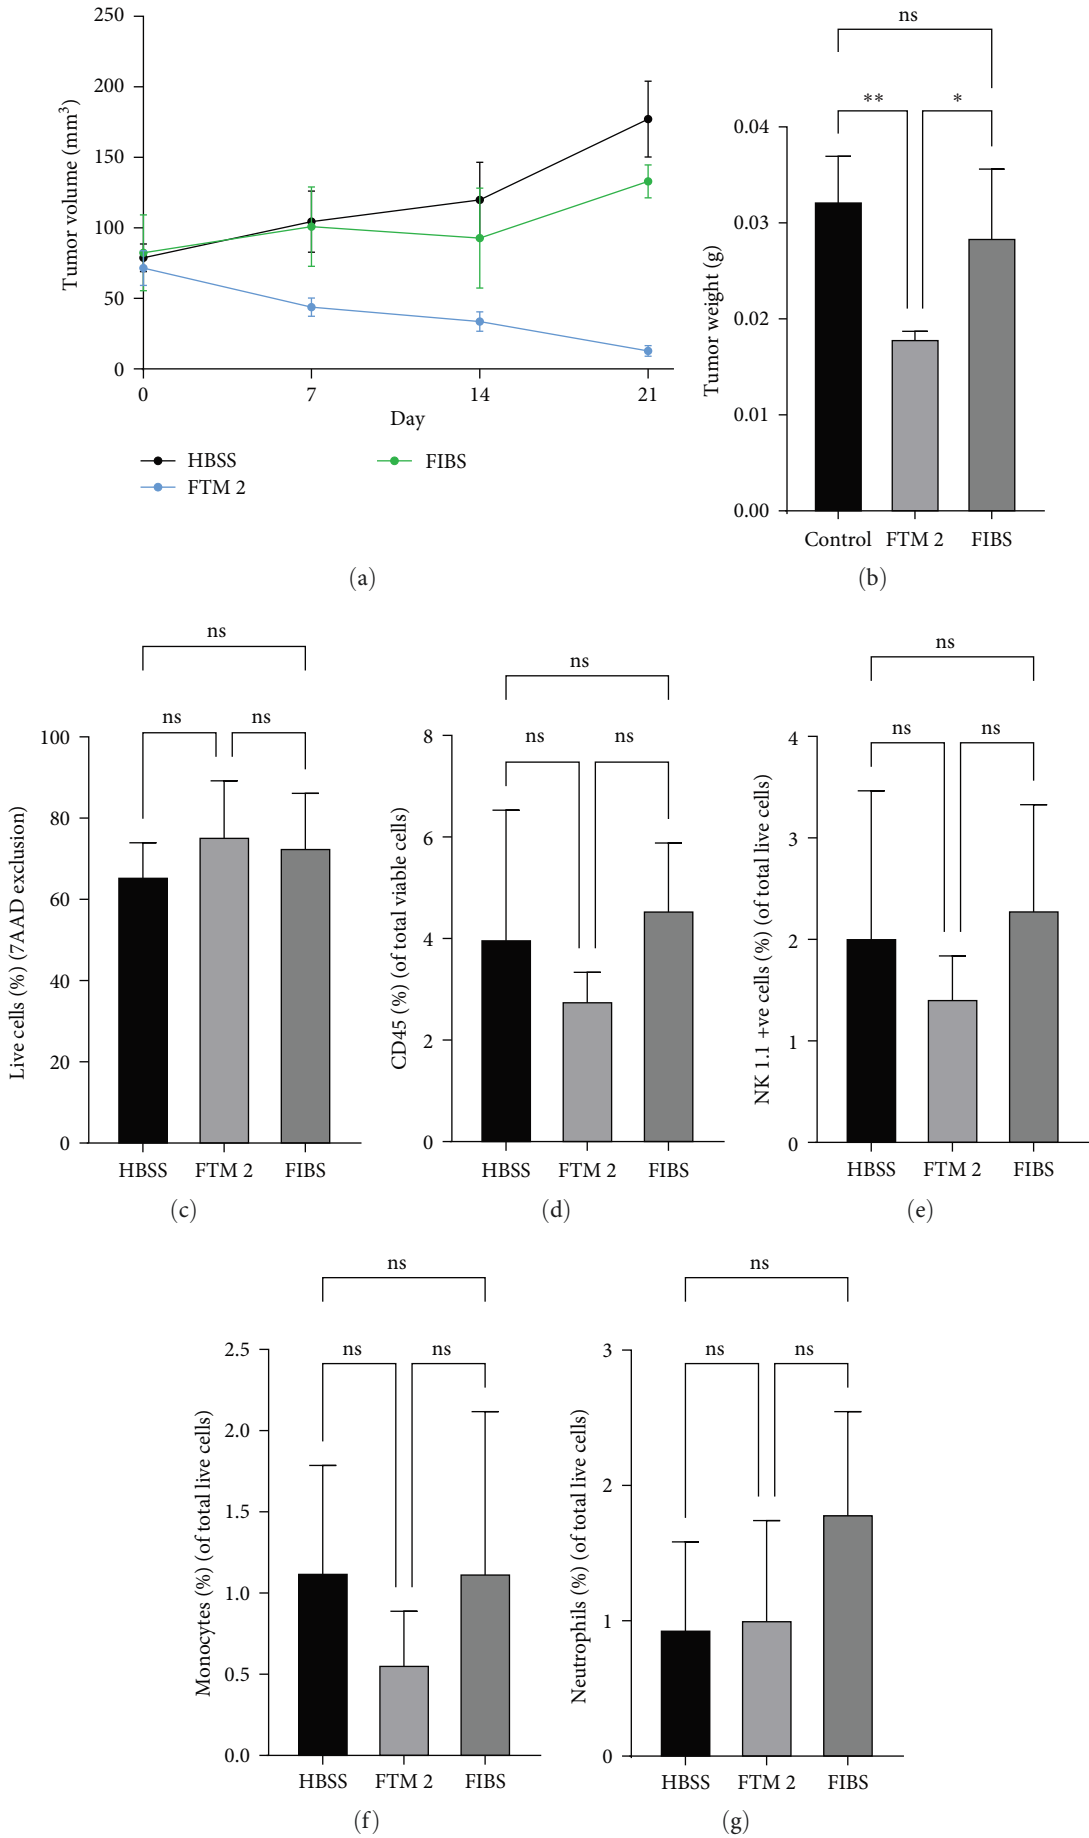 250
200
150
100
50
0
Tumor volume (mm³)
0 7 14 21
Day
HBSS
FIBS
FTM 2
(a)
ns
** *
0.04
0.03
0.02
0.01
0.00
Tumor weight (g)
Control FTM 2 FIBS
(b)
ns
ns ns
100
80
60
40
20
0
Live cells (%) (7AAD exclusion)
HBSS FTM 2 FIBS
(c)
ns
ns ns
8
6
4
2
0
CD45 (%) (of total viable cells)
HBSS FTM 2 FIBS
(d)
ns
ns ns
4
3
2
1
0
NK 1.1 +ve cells (%) (of total live cells)
HBSS FTM 2 FIBS
(e)
ns
ns ns
2.5
2.0
1.5
1.0
0.5
0.0
Monocytes (%) (of total live cells)
HBSS FTM 2 FIBS
(f)
ns
ns ns
3
2
1
0
Neutrophils (%) (of total live cells)
HBSS FTM 2 FIBS
(g)